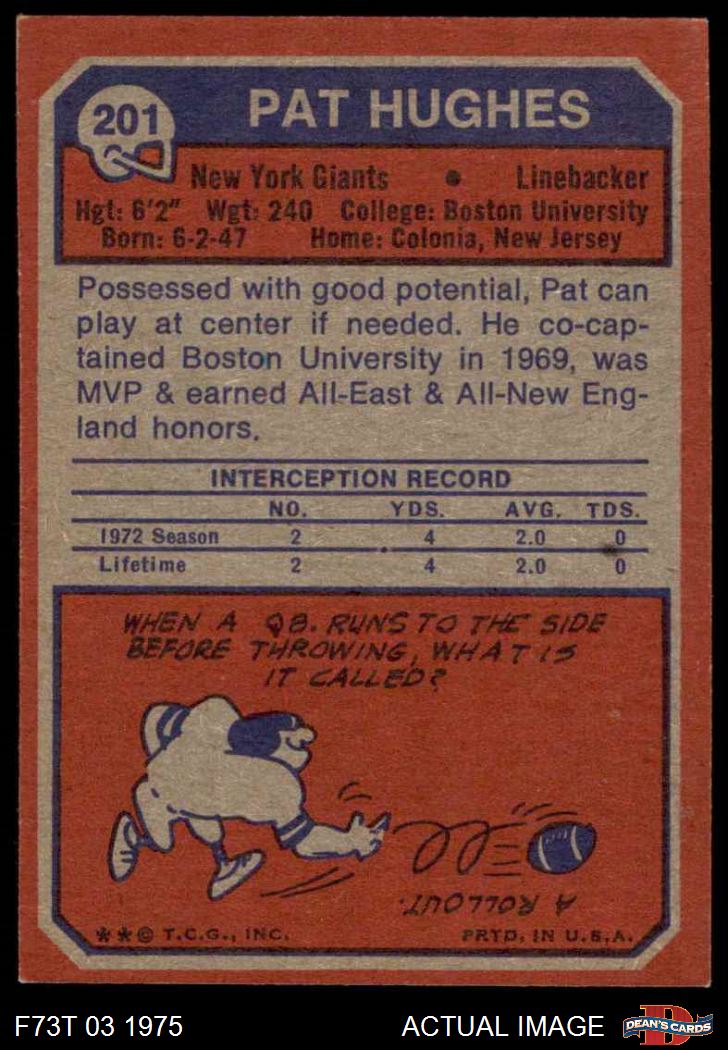 201
PAT HUGHES
New York Giants • Linebacker
Hgt: 6'2" Wgt: 240 College: Boston University
Born: 6-2-47 Home: Colonia, New Jersey
Possessed with good potential, Pat can
play at center if needed. He co-cap-
tained Boston University in 1969, was
MVP & earned All-East & All-New Eng-
land honors.
INTERCEPTION RECORD
NO. YDS. AVG. TDS.
1972 Season 2 4 2.0 0
Lifetime 2 4 2.0 0
WHEN A QB. RUNS TO THE SIDE
BEFORE THROWING, WHAT IS
IT CALLED?
A ROLLOUT.
**© T.C.G., INC. PRTD. IN U.S.A.
F73T 03 1975 ACTUAL IMAGE D DEAN'S CARDS